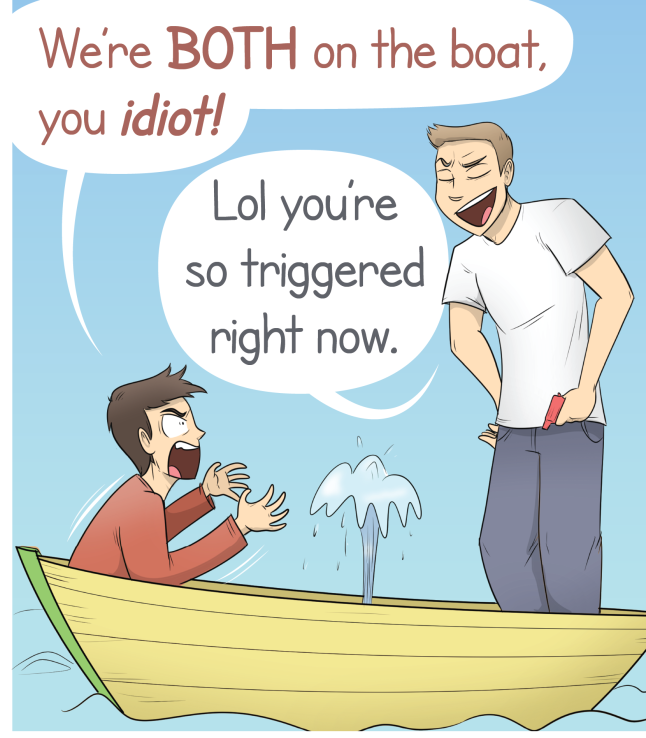 We're BOTH on the boat,
you idiot!
Lol you're
so triggered
right now.